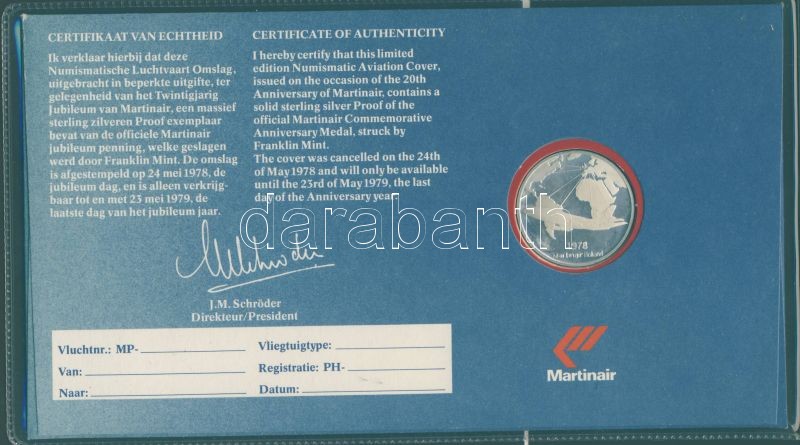 CERTIFIKAAT VAN ECHTHEID
Ik verklaar hierbij dat deze
Numismatische Luchtvaart Omslag,
uitgebracht in beperkte uitgifte, ter
gelegenheid van het Twintigjarig
Jubileum van Martinair, een massief
sterling zilveren Proof exemplaar
bevat van de officiele Martinair
jubileum penning, welke geslagen
werd door Franklin Mint. De omslag
is afgestempeld op 24 mei 1978, de
jubileum dag, en is alleen verkrijg-
baar tot en met 23 mei 1979, de
laatste dag van het jubileum jaar.
CERTIFICATE OF AUTHENTICITY
I hereby certify that this limited
edition Numismatic Aviation Cover,
issued on the occasion of the 20th
Anniversary of Martinair, contains a
solid sterling silver Proof of the
official Martinair Commemorative
Anniversary Medal, struck by
Franklin Mint.
The cover was cancelled on the 24th
of May 1978 and will only be available
until the 23rd of May 1979, the last
day of the Anniversary year.
darabanth
J.M. Schröder
Direkteur/President
Vluchtnr.: MP-
Van:
Naar:
Vliegtuigtype:
Registratie: PH-
Datum:
1978
Martinair Holland
Martinair